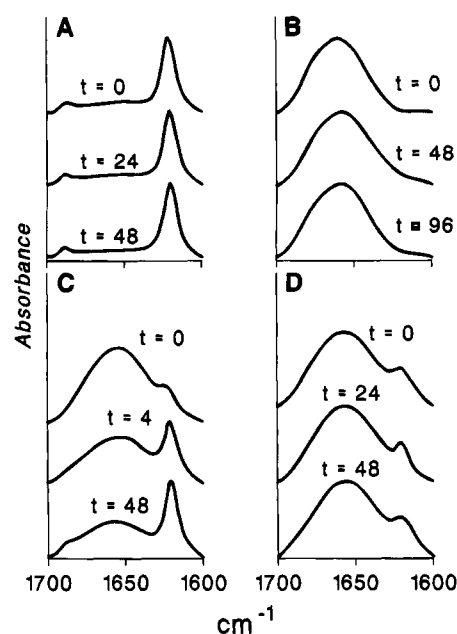 A
t = 0
t = 24
t = 48
B
t = 0
t = 48
t = 96
Absorbance
C
t = 0
t = 4
t = 48
D
t = 0
t = 24
t = 48
1700 1650 1600
1700 1650 1600
cm-1